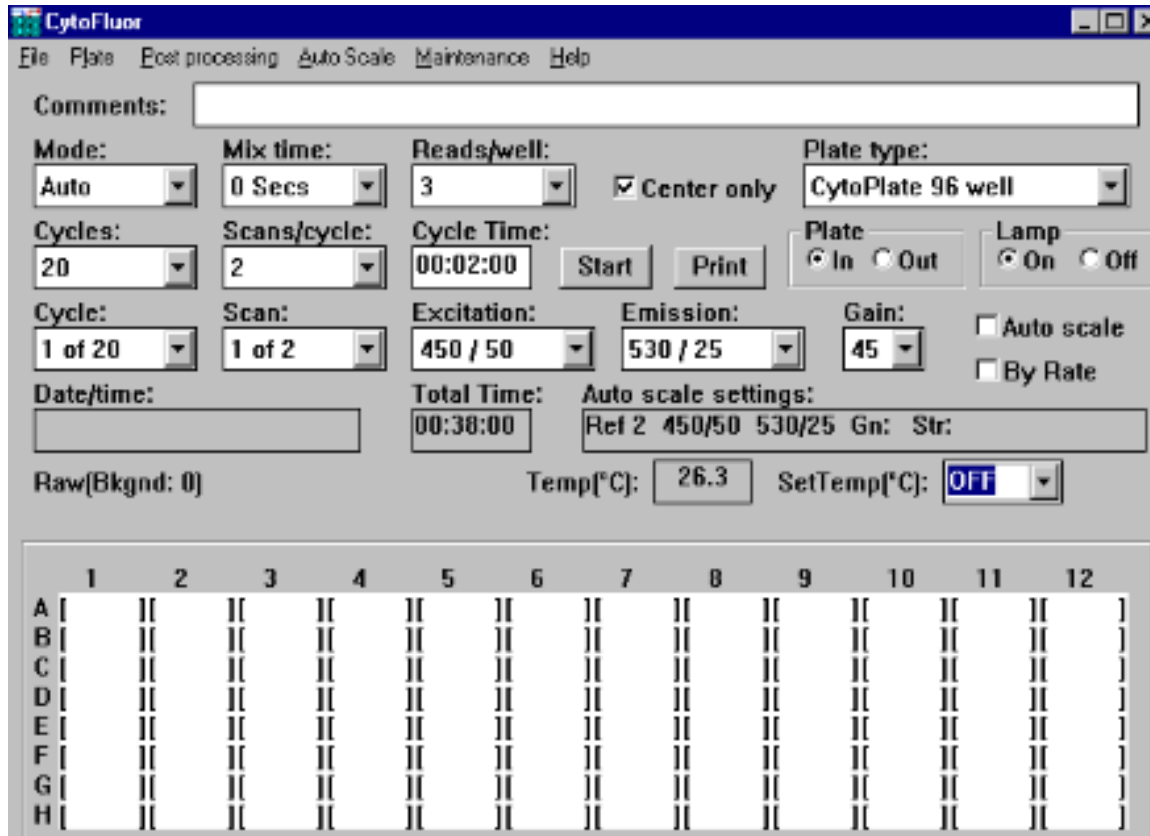 CytoFluor
File Plate Post processing Auto Scale Maintenance Help
Comments:
Mode: Mix time: Reads/well: Plate type:
Auto 0 Secs 3 Center only CytoPlate 96 well
Cycles: Scans/cycle: Cycle Time: Plate Lamp
20 2 00:02:00 Start Print In Out On Off
Cycle: Scan: Excitation: Emission: Gain:
1 of 20 1 of 2 450 / 50 530 / 25 45 Auto scale
By Rate
Date/time: Total Time: Auto scale settings:
00:38:00 Ref 2 450/50 530/25 Gn: Str:
Raw(Bkgnd: 0) Temp(°C): 26.3 SetTemp(°C): OFF
1 2 3 4 5 6 7 8 9 10 11 12
A [ ][ ][ ][ ][ ][ ][ ][ ][ ][ ][ ][ ]
B [ ][ ][ ][ ][ ][ ][ ][ ][ ][ ][ ][ ]
C [ ][ ][ ][ ][ ][ ][ ][ ][ ][ ][ ][ ]
D [ ][ ][ ][ ][ ][ ][ ][ ][ ][ ][ ][ ]
E [ ][ ][ ][ ][ ][ ][ ][ ][ ][ ][ ][ ]
F [ ][ ][ ][ ][ ][ ][ ][ ][ ][ ][ ][ ]
G [ ][ ][ ][ ][ ][ ][ ][ ][ ][ ][ ][ ]
H [ ][ ][ ][ ][ ][ ][ ][ ][ ][ ][ ][ ]